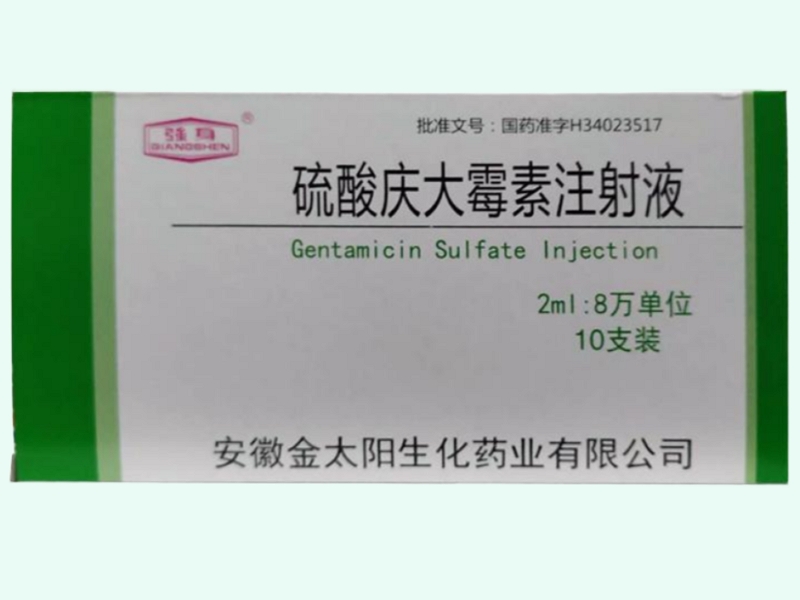 强身®
QIANGSHEN
批准文号：国药准字H34023517
硫酸庆大霉素注射液
Gentamicin Sulfate Injection
2ml:8万单位
10支装
安徽金太阳生化药业有限公司